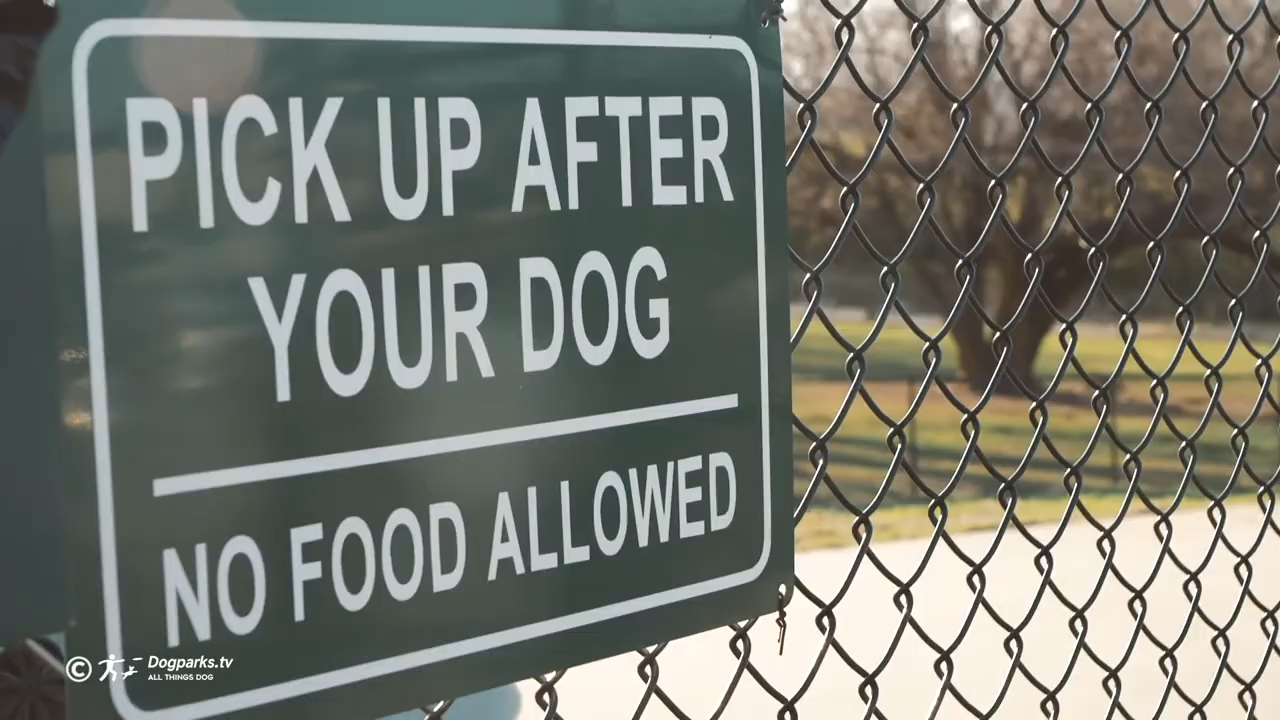 PICK UP AFTER
YOUR DOG
NO FOOD ALLOWED
© Dogparks.tv
ALL THINGS DOG